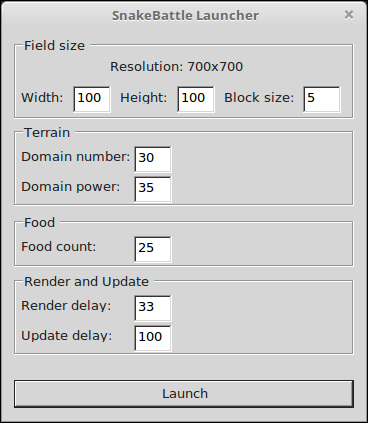 SnakeBattle Launcher
Field size
Resolution: 700x700
Width: 100 Height: 100 Block size: 5
Terrain
Domain number: 30
Domain power: 35
Food
Food count: 25
Render and Update
Render delay: 33
Update delay: 100
Launch